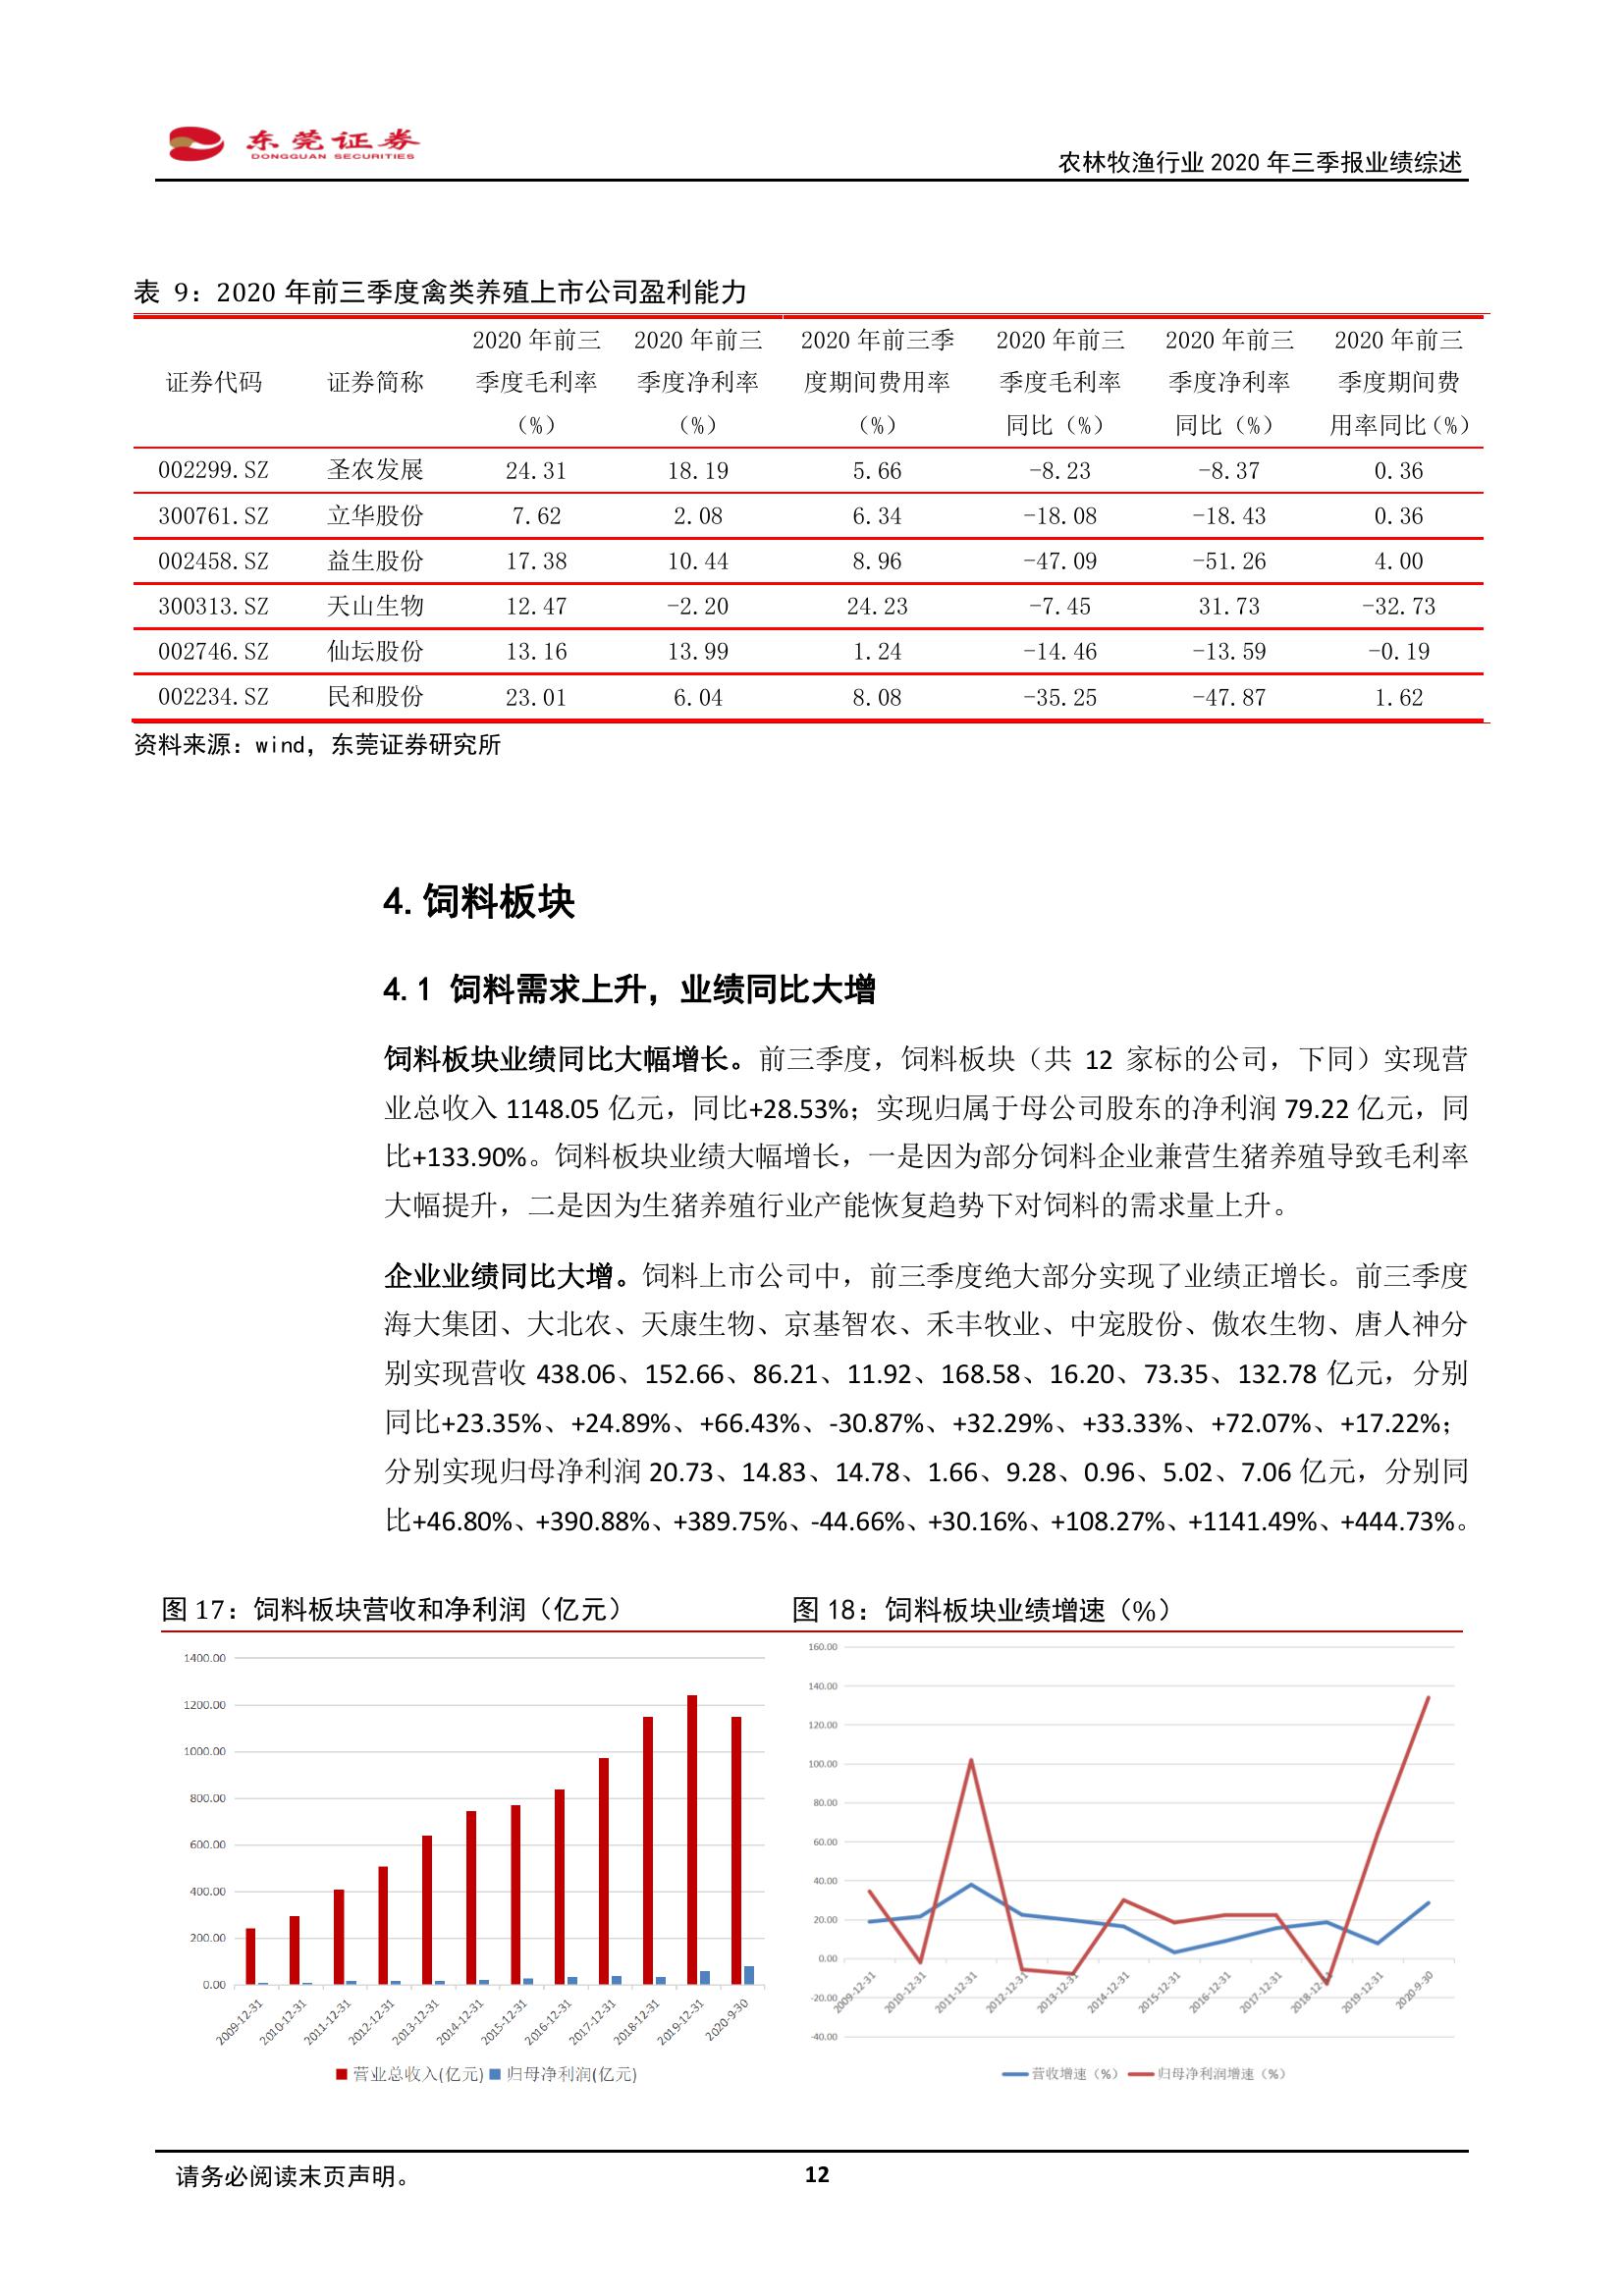 东莞证券
DONGGUAN SECURITIES
农林牧渔行业 2020 年三季报业绩综述
表 9：2020 年前三季度禽类养殖上市公司盈利能力
证券代码 证券简称 2020 年前三季度毛利率（%） 2020 年前三季度净利率（%） 2020 年前三季度期间费用率（%） 2020 年前三季度毛利率同比（%） 2020 年前三季度净利率同比（%） 2020 年前三季度期间费用率同比（%）
002299.SZ 圣农发展 24.31 18.19 5.66 -8.23 -8.37 0.36
300761.SZ 立华股份 7.62 2.08 6.34 -18.08 -18.43 0.36
002458.SZ 益生股份 17.38 10.44 8.96 -47.09 -51.26 4.00
300313.SZ 天山生物 12.47 -2.20 24.23 -7.45 31.73 -32.73
002746.SZ 仙坛股份 13.16 13.99 1.24 -14.46 -13.59 -0.19
002234.SZ 民和股份 23.01 6.04 8.08 -35.25 -47.87 1.62
资料来源：wind，东莞证券研究所
4.饲料板块
4.1 饲料需求上升，业绩同比大增
饲料板块业绩同比大幅增长。前三季度，饲料板块（共 12 家标的公司，下同）实现营
业总收入 1148.05 亿元，同比+28.53%；实现归属于母公司股东的净利润 79.22 亿元，同
比+133.90%。饲料板块业绩大幅增长，一是因为部分饲料企业兼营生猪养殖导致毛利率
大幅提升，二是因为生猪养殖行业产能恢复趋势下对饲料的需求量上升。
企业业绩同比大增。饲料上市公司中，前三季度绝大部分实现了业绩正增长。前三季度
海大集团、大北农、天康生物、京基智农、禾丰牧业、中宠股份、傲农生物、唐人神分
别实现营收 438.06、152.66、86.21、11.92、168.58、16.20、73.35、132.78 亿元，分别
同比+23.35%、+24.89%、+66.43%、-30.87%、+32.29%、+33.33%、+72.07%、+17.22%；
分别实现归母净利润 20.73、14.83、14.78、1.66、9.28、0.96、5.02、7.06 亿元，分别同
比+46.80%、+390.88%、+389.75%、-44.66%、+30.16%、+108.27%、+1141.49%、+444.73%。
图 17：饲料板块营收和净利润（亿元）
1400.00
1200.00
1000.00
800.00
600.00
400.00
200.00
0.00
2009-12-31 2010-12-31 2011-12-31 2012-12-31 2013-12-31 2014-12-31 2015-12-31 2016-12-31 2017-12-31 2018-12-31 2019-12-31 2020-9-30
营业总收入(亿元) 归母净利润(亿元)
图 18：饲料板块业绩增速（%）
160.00
140.00
120.00
100.00
80.00
60.00
40.00
20.00
0.00
-20.00
-40.00
2009-12-31 2010-12-31 2011-12-31 2012-12-31 2013-12-31 2014-12-31 2015-12-31 2016-12-31 2017-12-31 2018-12-31 2019-12-31 2020-9-30
营收增速（%） 归母净利润增速（%）
请务必阅读末页声明。
12